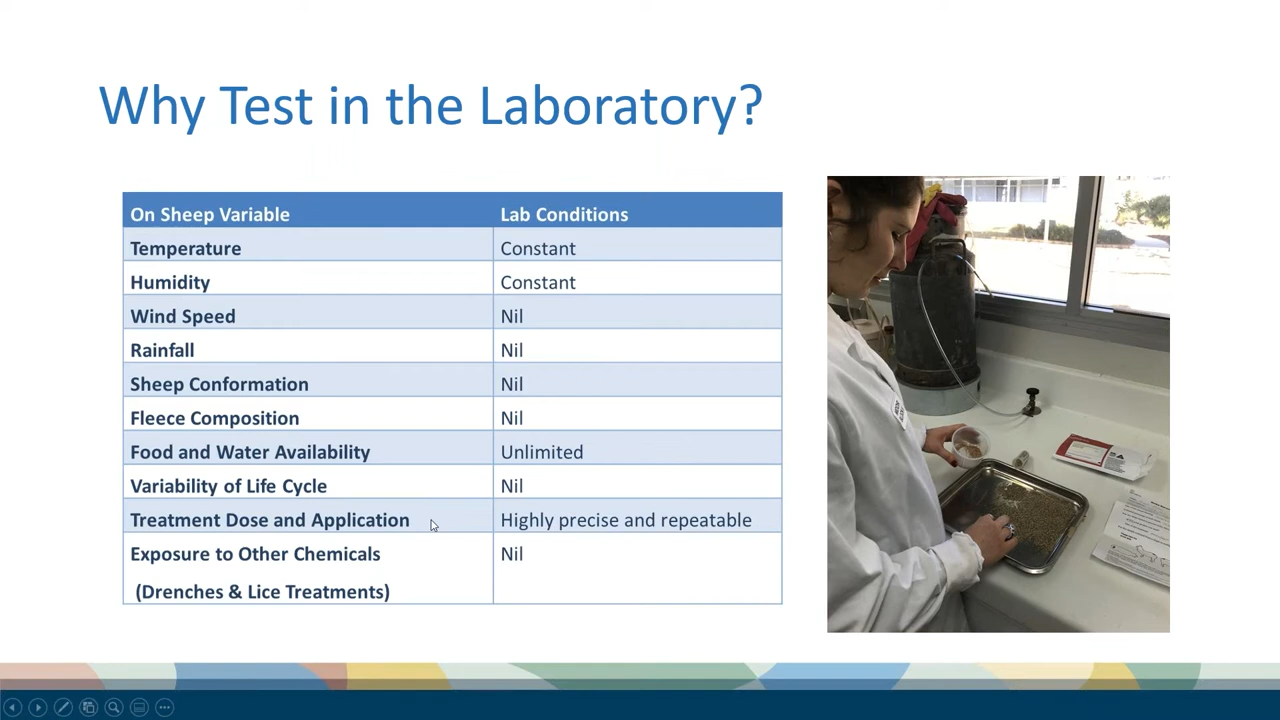 Why Test in the Laboratory?
On Sheep Variable Lab Conditions
Temperature Constant
Humidity Constant
Wind Speed Nil
Rainfall Nil
Sheep Conformation Nil
Fleece Composition Nil
Food and Water Availability Unlimited
Variability of Life Cycle Nil
Treatment Dose and Application Highly precise and repeatable
Exposure to Other Chemicals Nil
(Drenches & Lice Treatments)